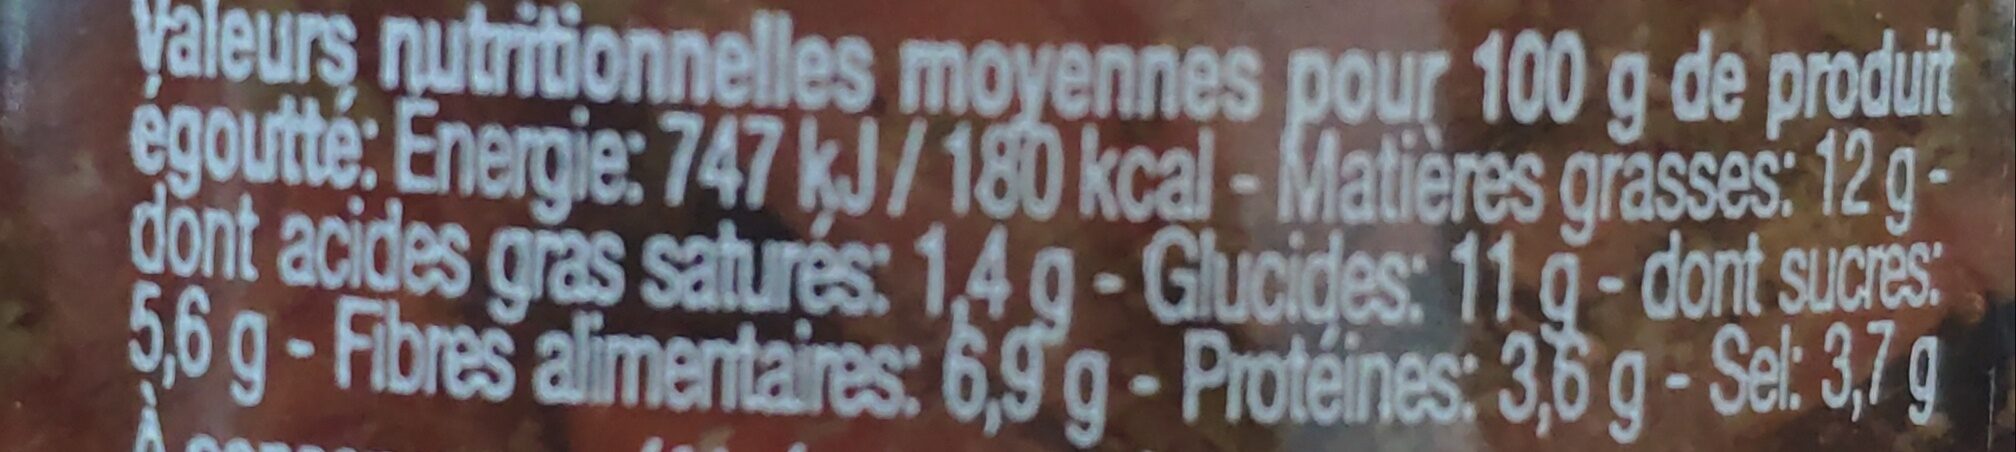 Valeurs nutritionnelles moyennes pour 100 g de produit
égoutté: Énergie: 747 kJ / 180 kcal - Matières grasses: 12 g -
dont acides gras saturés: 1,4 g - Glucides: 11 g - dont sucres:
5,6 g - Fibres alimentaires: 6,9 g - Protéines: 3,6 g - Sel: 3,7 g
À